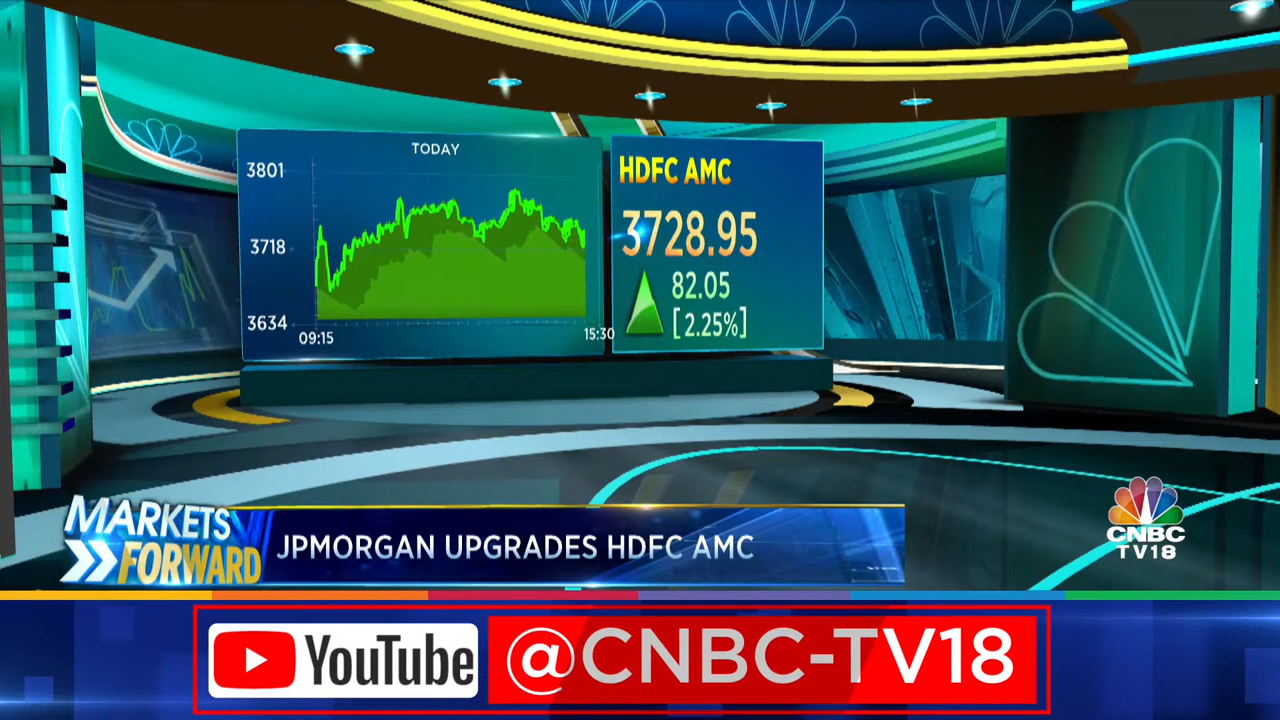 TODAY
3801
3718
3634
09:15
15:30
HDFC AMC
3728.95
82.05
[2.25%]
MARKETS
FORWARD
JPMORGAN UPGRADES HDFC AMC
CNBC
TV18
YouTube
@CNBC-TV18